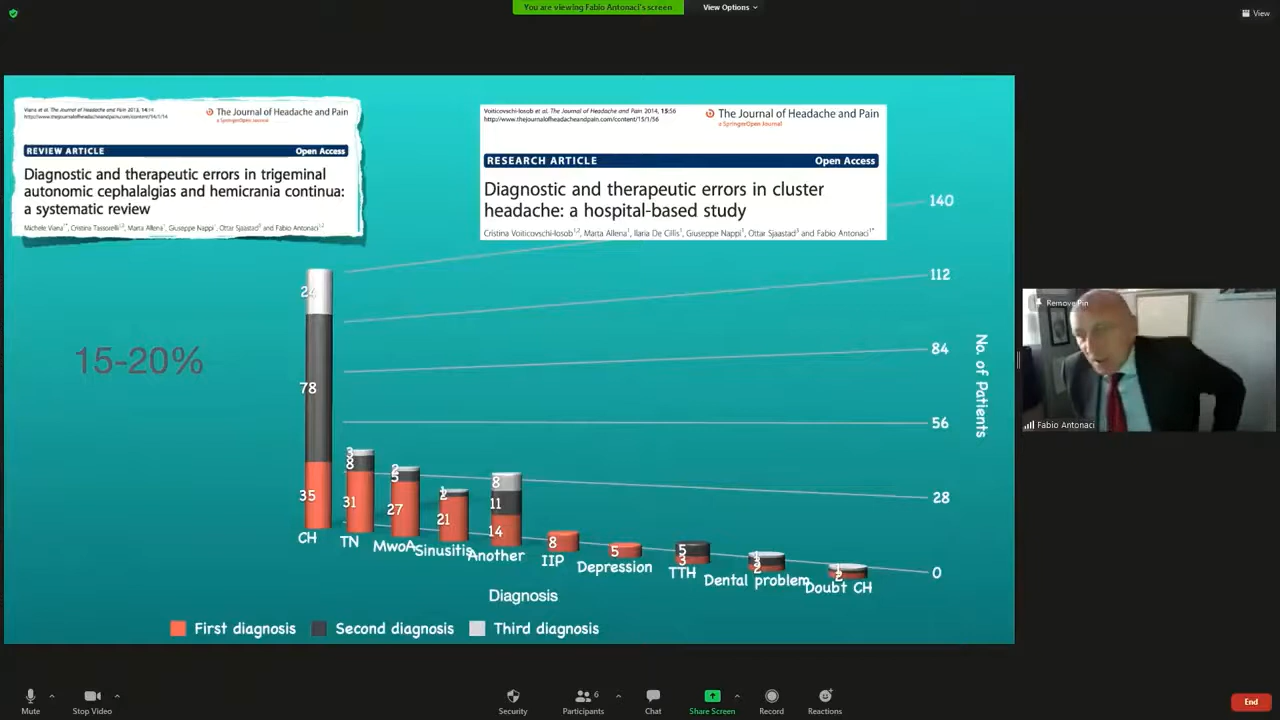 You are viewing Fabio Antonaci's screen
View Options
View
Viana et al. The Journal of Headache and Pain 2013, 14:14
http://www.thejournalofheadacheandpain.com/content/14/1/14
The Journal of Headache and Pain
a SpringerOpen Journal
REVIEW ARTICLE
Open Access
Diagnostic and therapeutic errors in trigeminal
autonomic cephalalgias and hemicrania continua:
a systematic review
Michele Viana, Cristina Tassorelli, Marta Allena, Giuseppe Nappi, Ottar Sjaastad and Fabio Antonaci
Voiticovschi-Iosob et al. The Journal of Headache and Pain 2014, 15:56
http://www.thejournalofheadacheandpain.com/content/15/1/56
The Journal of Headache and Pain
a SpringerOpen Journal
RESEARCH ARTICLE
Open Access
Diagnostic and therapeutic errors in cluster
headache: a hospital-based study
Cristina Voiticovschi-Iosob, Marta Allena, Ilaria De Cillis, Giuseppe Nappi, Ottar Sjaastad and Fabio Antonaci
15-20%
140
112
84
56
28
0
No. of Patients
24
78
35
3
8
31
2
5
27
2
21
8
11
14
8
5
5
3
2
2
CH
TN
MwoA
Sinusitis
Another
IIP
Depression
TTH
Dental problem
Doubt CH
Diagnosis
First diagnosis
Second diagnosis
Third diagnosis
Remove Pin
Fabio Antonaci
Mute
Stop Video
Security
Participants
6
Chat
Share Screen
Record
Reactions
End